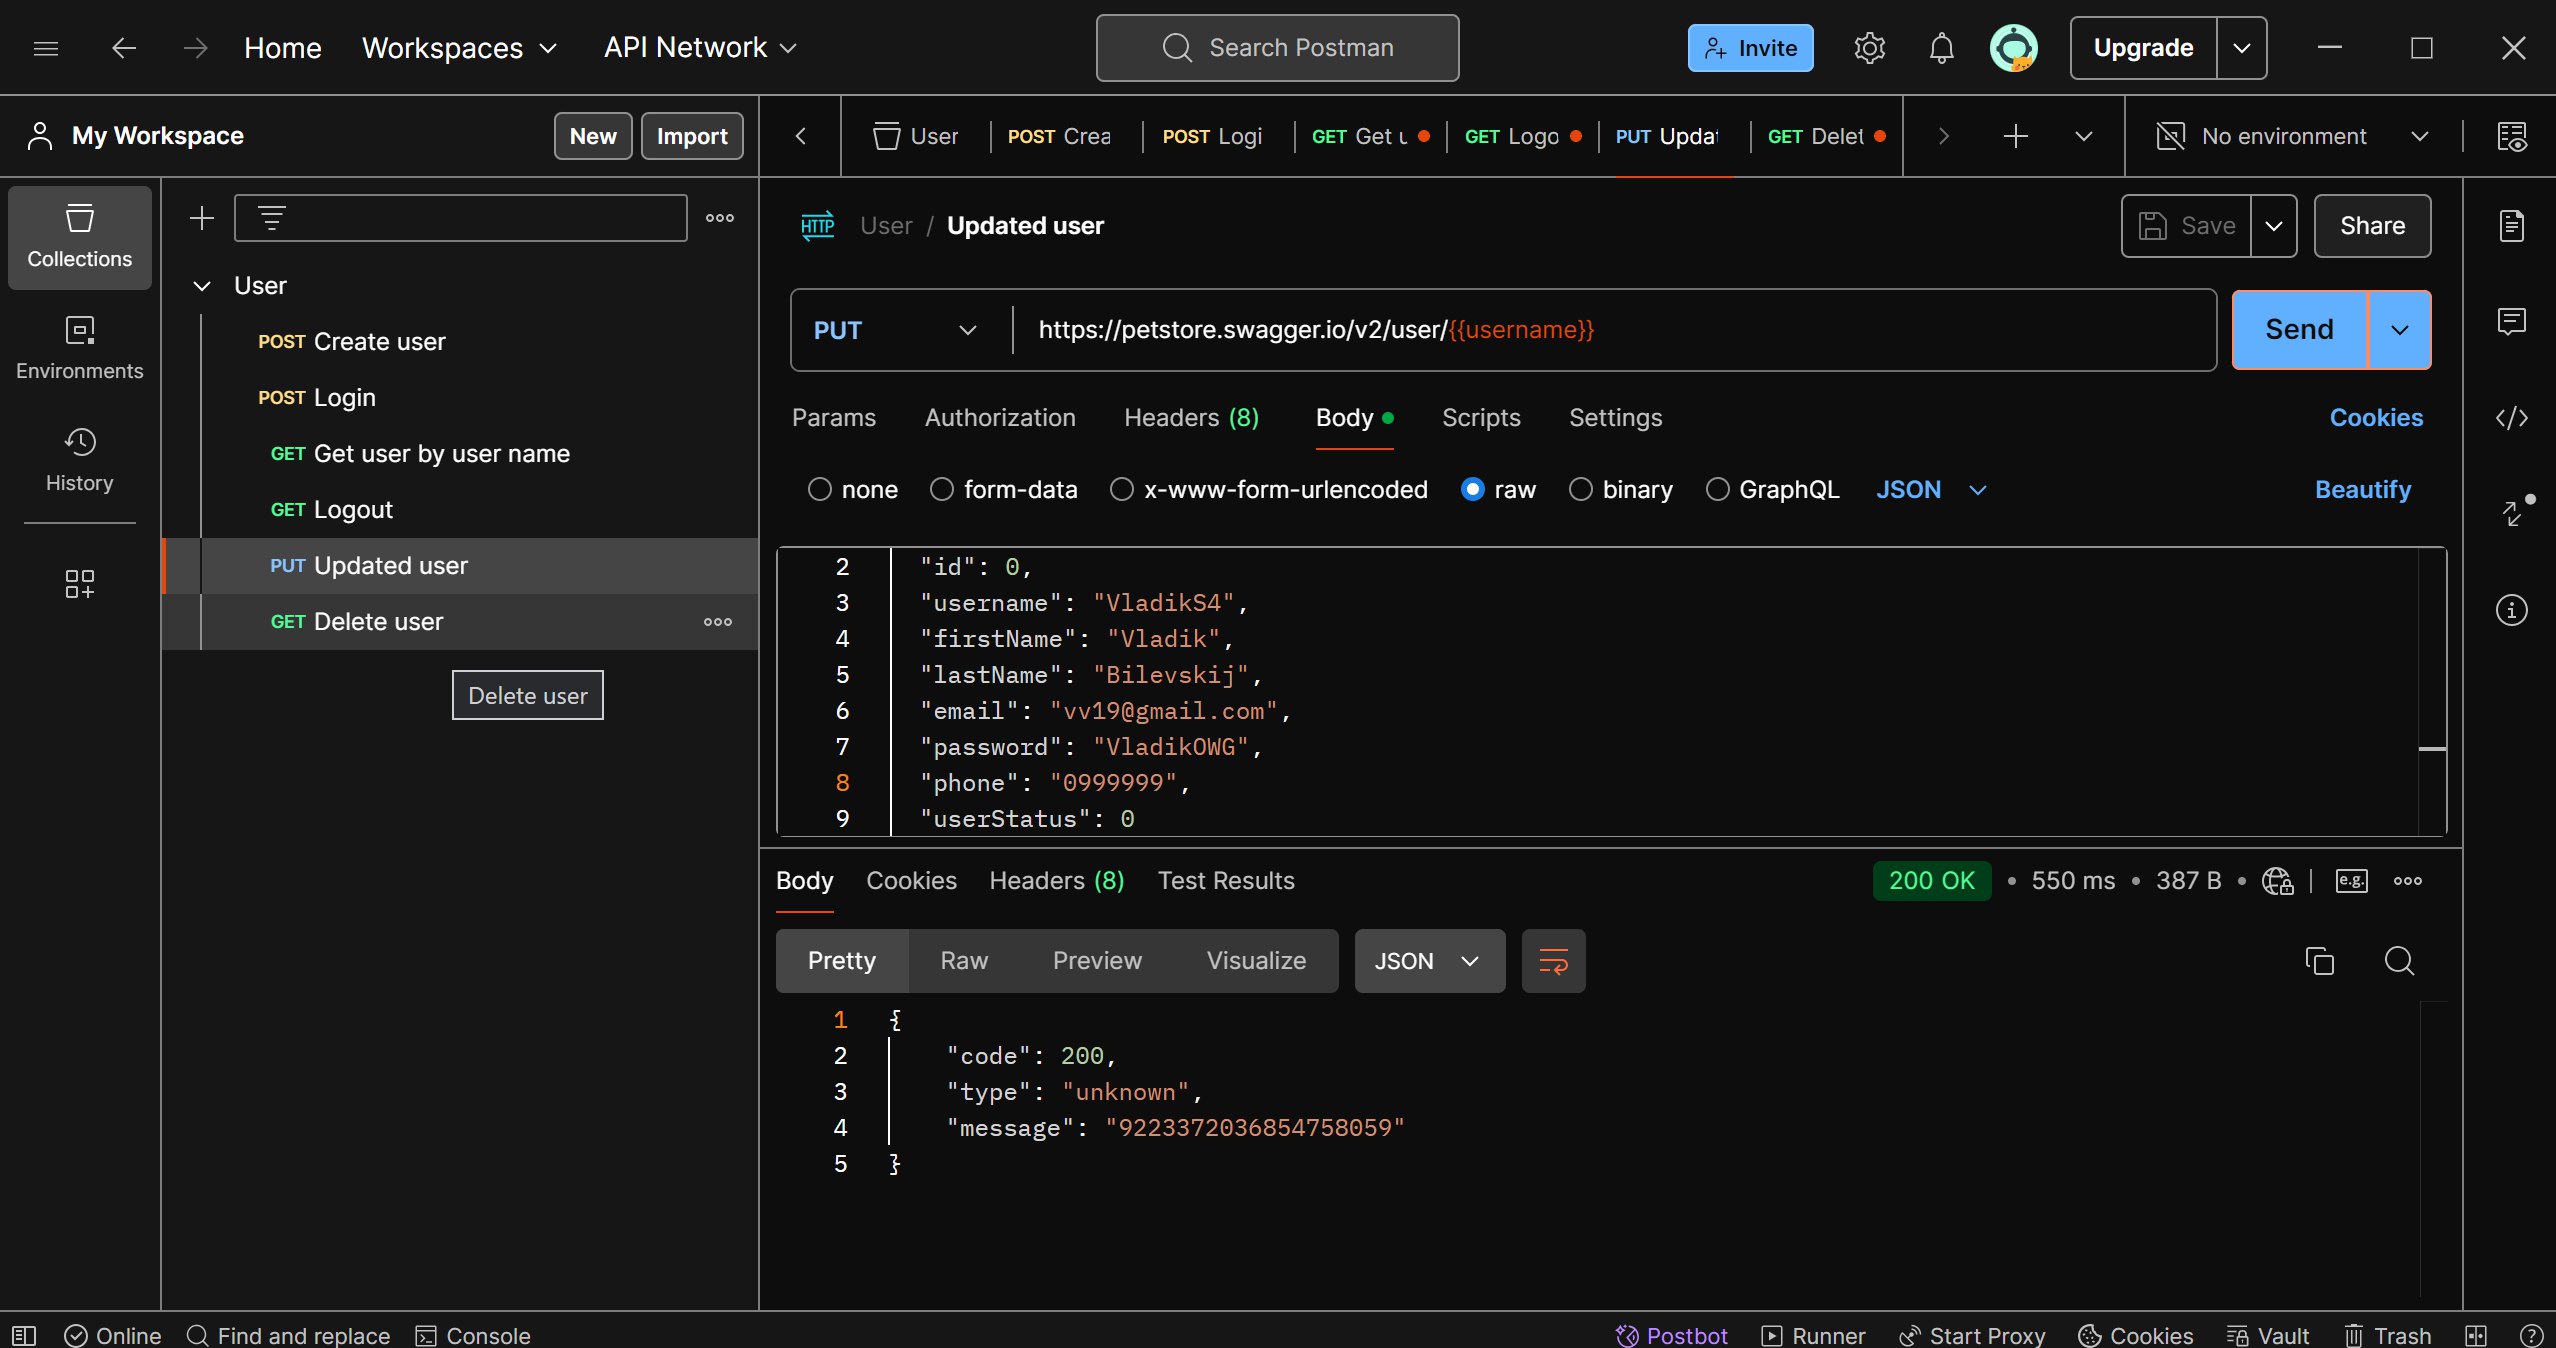 Home Workspaces API Network Search Postman Invite Upgrade
My Workspace New Import
User POST Crea POST Logi GET Get u GET Logo PUT Updat GET Delet No environment
Collections
Environments
History
User
POST Create user
POST Login
GET Get user by user name
GET Logout
PUT Updated user
GET Delete user
Delete user
HTTP User / Updated user Save Share
PUT https://petstore.swagger.io/v2/user/{{username}} Send
Params Authorization Headers (8) Body Scripts Settings Cookies
none form-data x-www-form-urlencoded raw binary GraphQL JSON Beautify
2 "id": 0,
3 "username": "VladikS4",
4 "firstName": "Vladik",
5 "lastName": "Bilevskij",
6 "email": "vv19@gmail.com",
7 "password": "VladikOWG",
8 "phone": "0999999",
9 "userStatus": 0
Body Cookies Headers (8) Test Results 200 OK • 550 ms • 387 B • e.g.
Pretty Raw Preview Visualize JSON
1 {
2 "code": 200,
3 "type": "unknown",
4 "message": "9223372036854758059"
5 }
Online Find and replace Console Postbot Runner Start Proxy Cookies Vault Trash